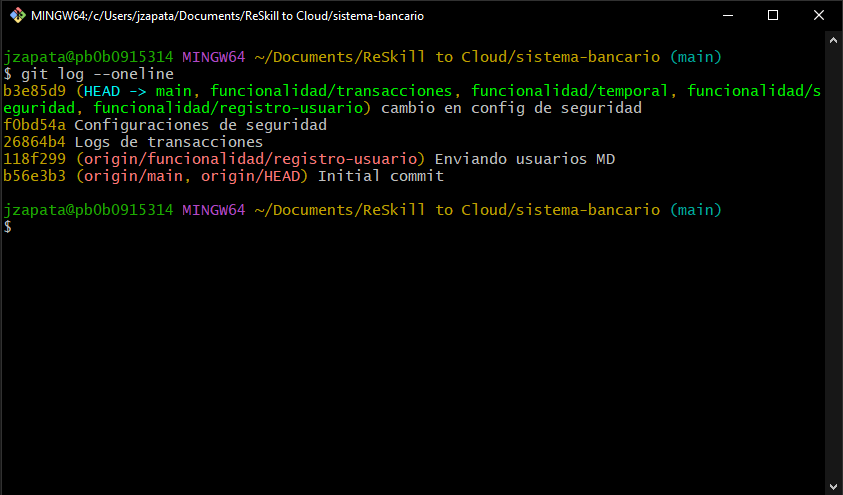 MINGW64:/c/Users/jzapata/Documents/ReSkill to Cloud/sistema-bancario
jzapata@pb0b0915314 MINGW64 ~/Documents/ReSkill to Cloud/sistema-bancario (main)
$ git log --oneline
b3e85d9 (HEAD -> main, funcionalidad/transacciones, funcionalidad/temporal, funcionalidad/s
eguridad, funcionalidad/registro-usuario) cambio en config de seguridad
f0bd54a Configuraciones de seguridad
26864b4 Logs de transacciones
118f299 (origin/funcionalidad/registro-usuario) Enviando usuarios MD
b56e3b3 (origin/main, origin/HEAD) Initial commit
jzapata@pb0b0915314 MINGW64 ~/Documents/ReSkill to Cloud/sistema-bancario (main)
$